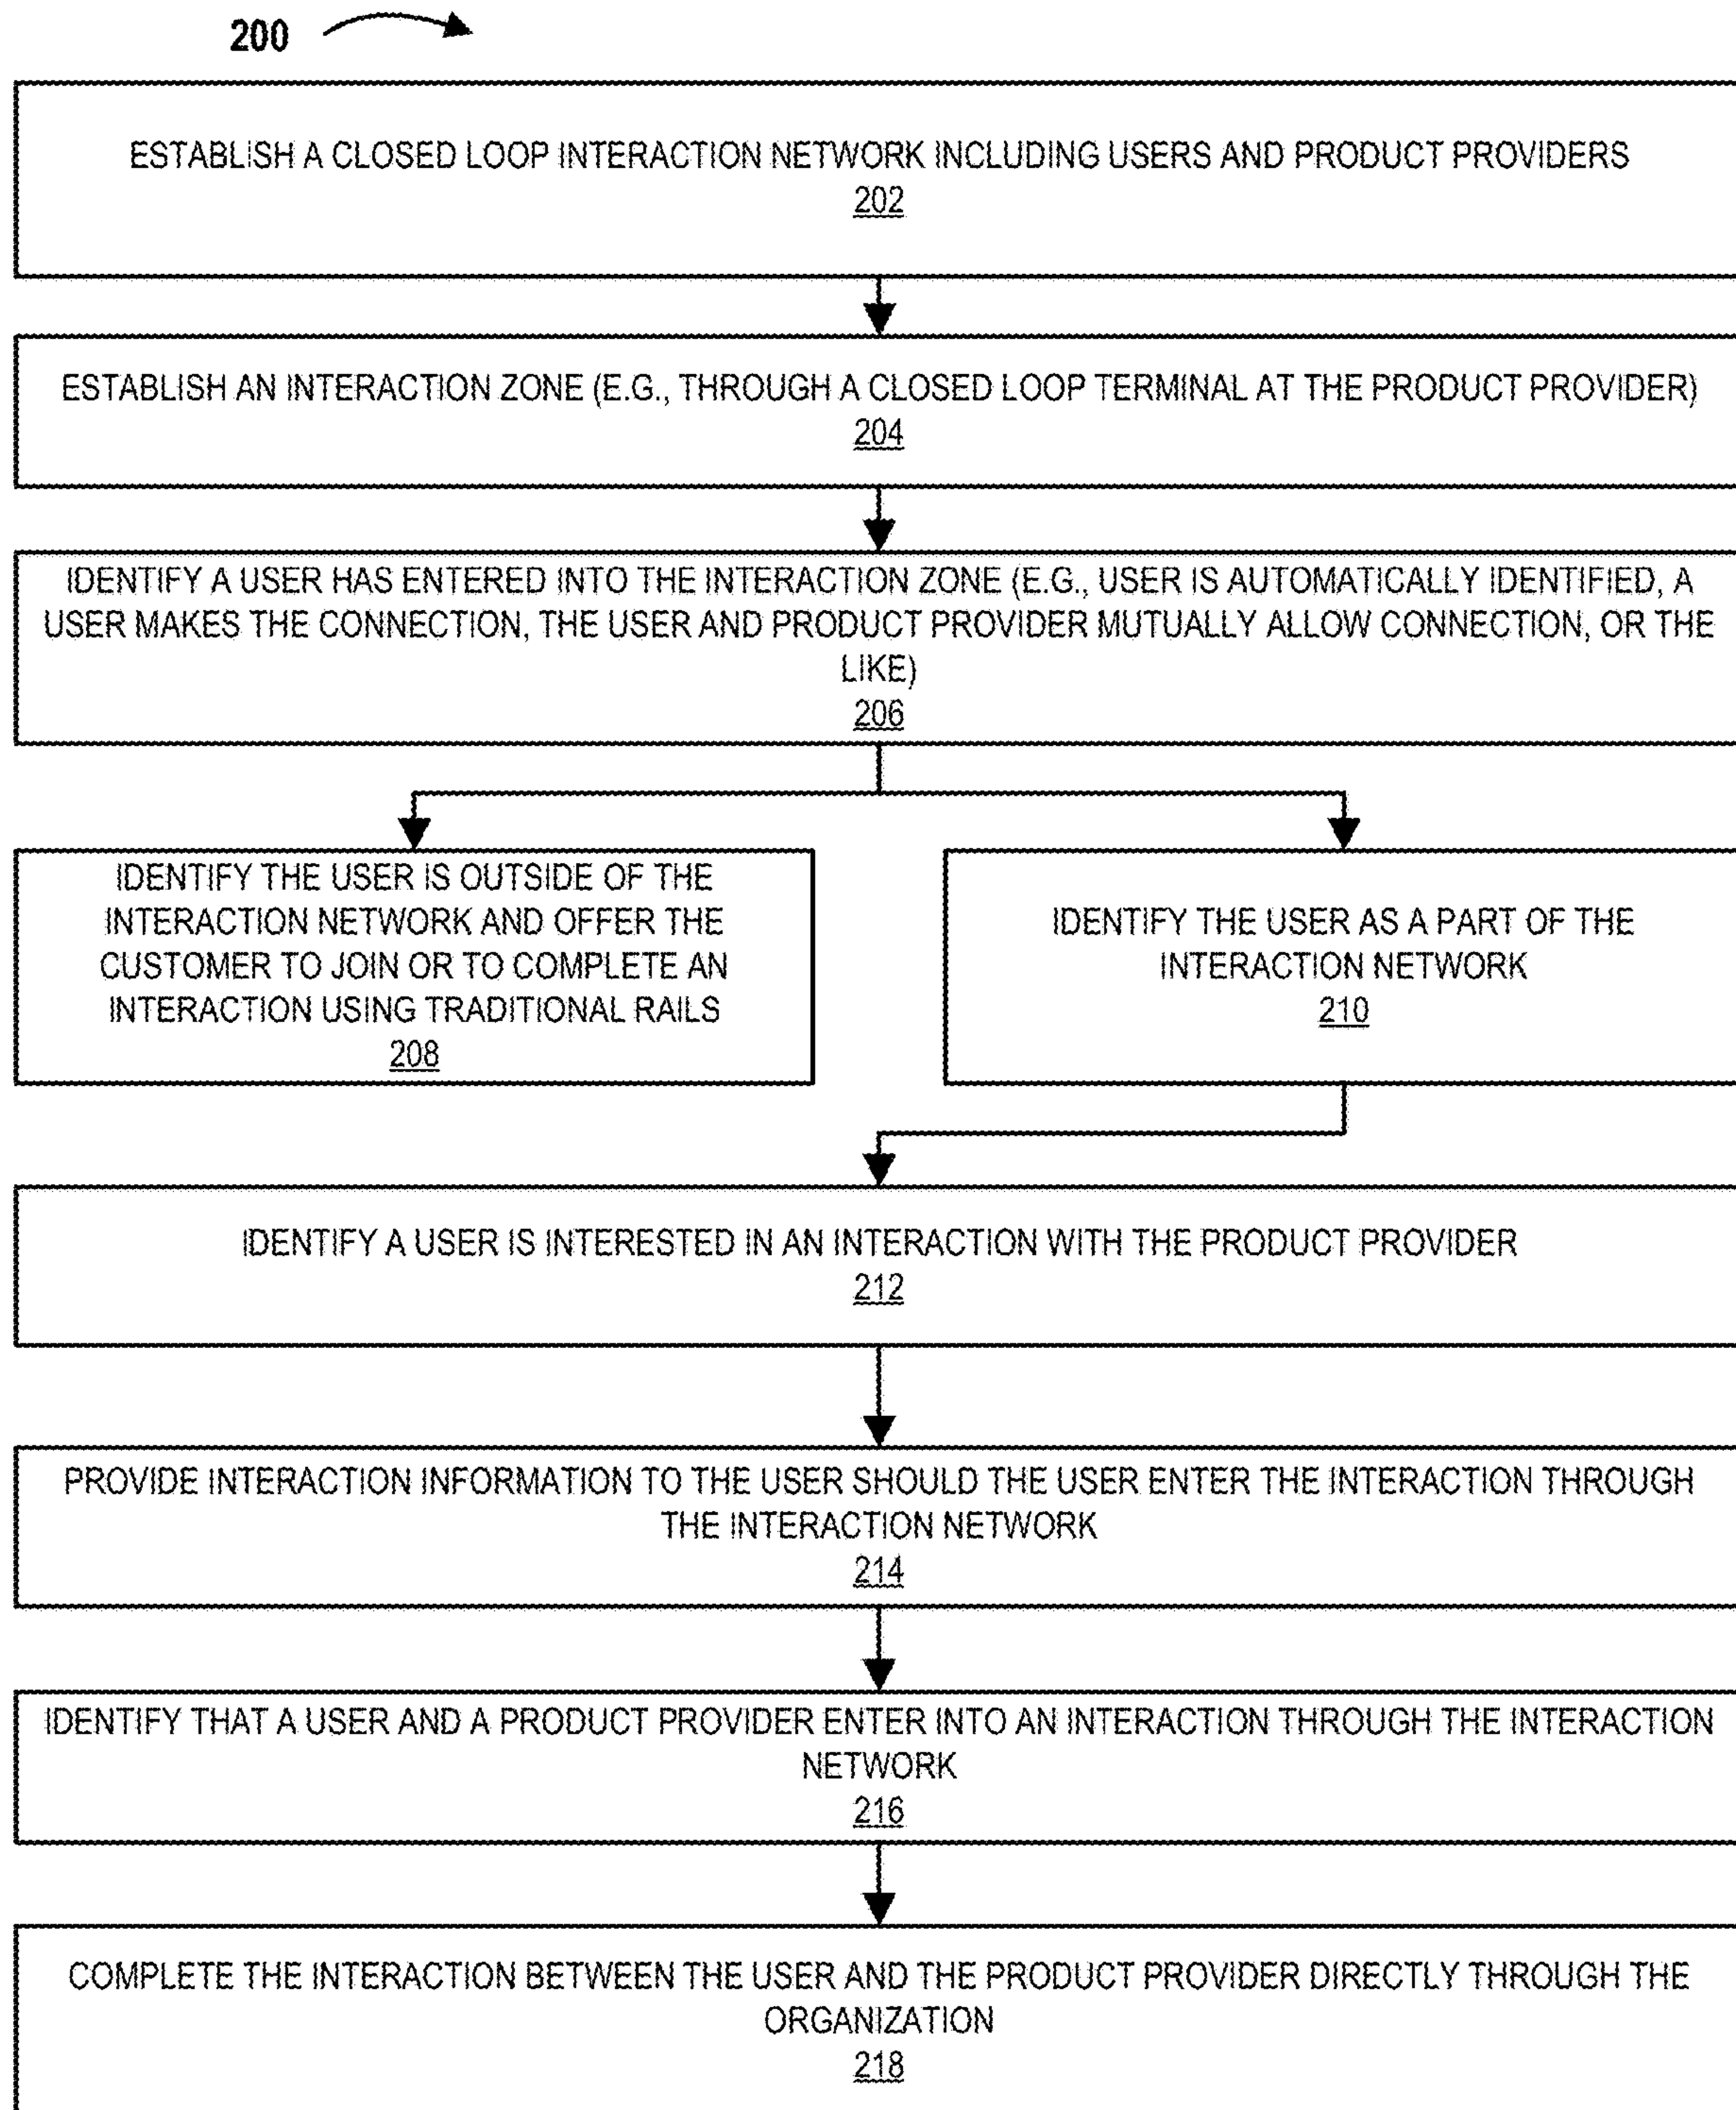 200
ESTABLISH A CLOSED LOOP INTERACTION NETWORK INCLUDING USERS AND PRODUCT PROVIDERS
202
ESTABLISH AN INTERACTION ZONE (E.G., THROUGH A CLOSED LOOP TERMINAL AT THE PRODUCT PROVIDER)
204
IDENTIFY A USER HAS ENTERED INTO THE INTERACTION ZONE (E.G., USER IS AUTOMATICALLY IDENTIFIED, A
USER MAKES THE CONNECTION, THE USER AND PRODUCT PROVIDER MUTUALLY ALLOW CONNECTION, OR THE
LIKE)
206
IDENTIFY THE USER IS OUTSIDE OF THE
INTERACTION NETWORK AND OFFER THE
CUSTOMER TO JOIN OR TO COMPLETE AN
INTERACTION USING TRADITIONAL RAILS
208
IDENTIFY THE USER AS A PART OF THE
INTERACTION NETWORK
210
IDENTIFY A USER IS INTERESTED IN AN INTERACTION WITH THE PRODUCT PROVIDER
212
PROVIDE INTERACTION INFORMATION TO THE USER SHOULD THE USER ENTER THE INTERACTION THROUGH
THE INTERACTION NETWORK
214
IDENTIFY THAT A USER AND A PRODUCT PROVIDER ENTER INTO AN INTERACTION THROUGH THE INTERACTION
NETWORK
216
COMPLETE THE INTERACTION BETWEEN THE USER AND THE PRODUCT PROVIDER DIRECTLY THROUGH THE
ORGANIZATION
218